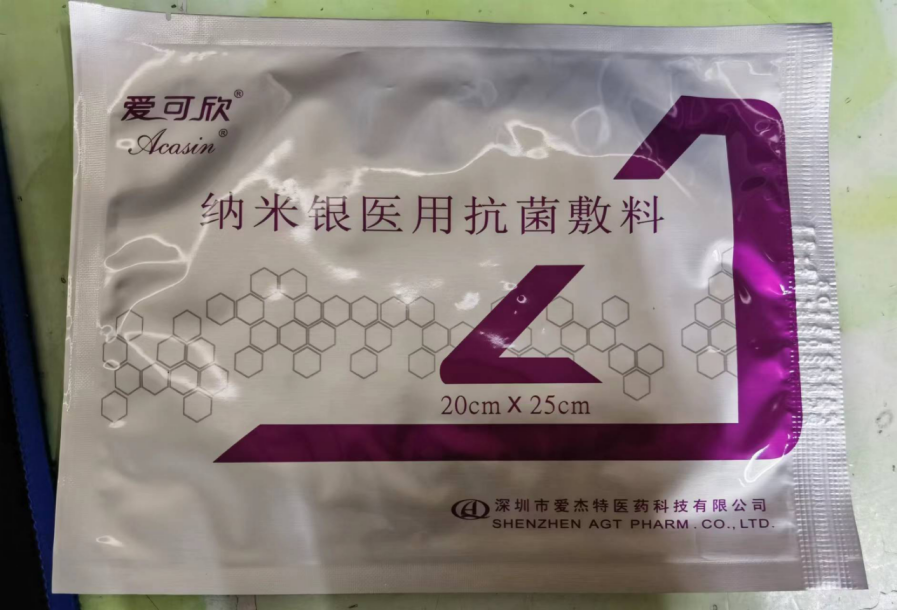 爱可欣®
Acasin®
纳米银医用抗菌敷料
20cm X 25cm
深圳市爱杰特医药科技有限公司
SHENZHEN AGT PHARM. CO., LTD.